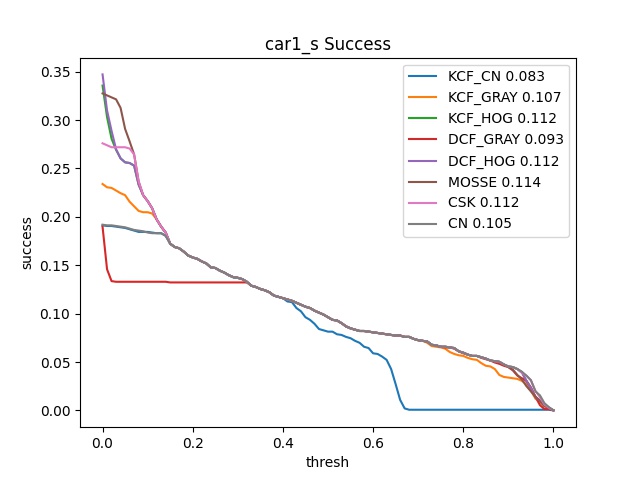 car1_s Success
0.35
0.30
0.25
0.20
0.15
0.10
0.05
0.00
success
KCF_CN 0.083
KCF_GRAY 0.107
KCF_HOG 0.112
DCF_GRAY 0.093
DCF_HOG 0.112
MOSSE 0.114
CSK 0.112
CN 0.105
0.0 0.2 0.4 0.6 0.8 1.0
thresh